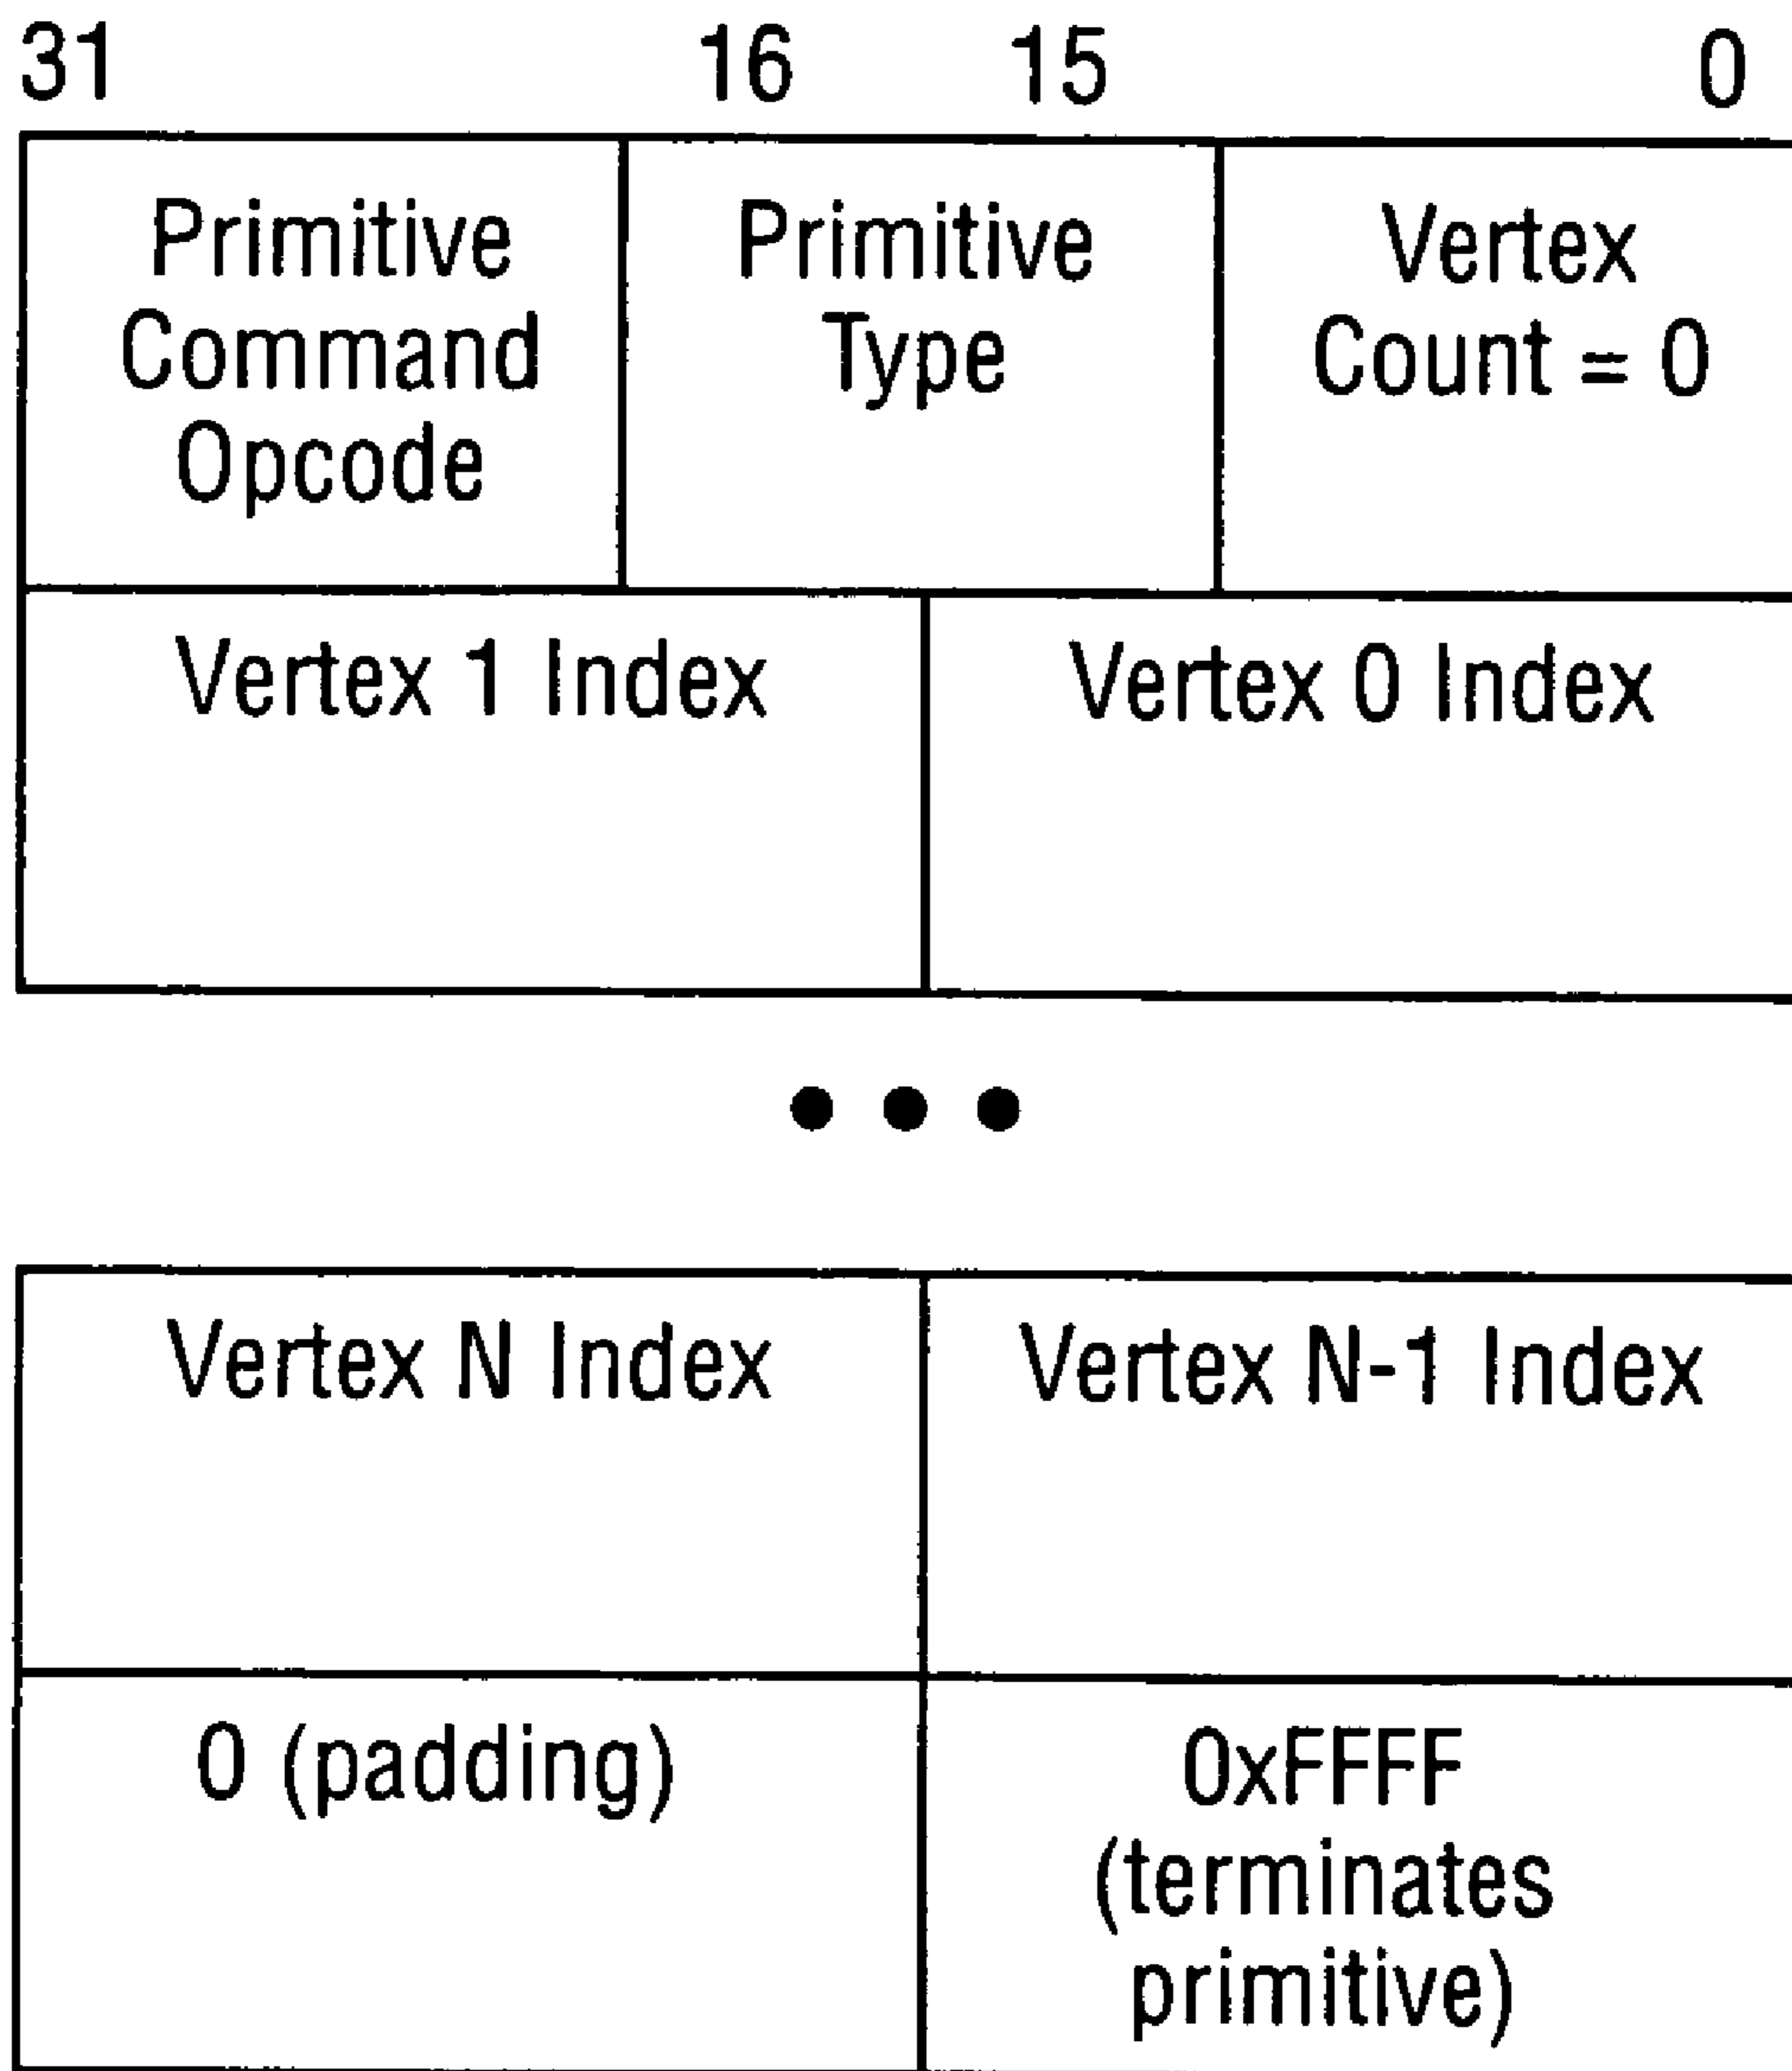 31 16 15 0
Primitive
Command
Opcode
Primitive
Type
Vertex
Count = 0
Vertex 1 Index
Vertex 0 Index
Vertex N Index
Vertex N-1 Index
0 (padding)
0xFFFF
(terminates
primitive)